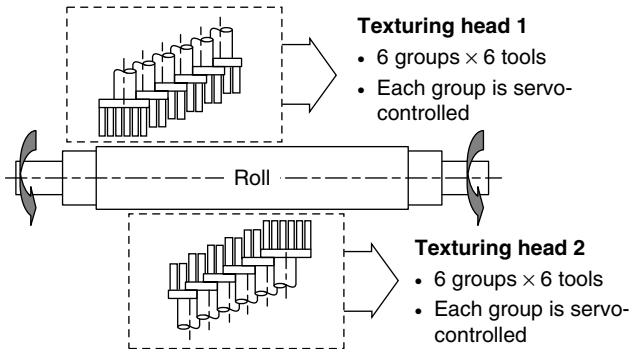 Texturing head 1
• 6 groups × 6 tools
• Each group is servo-
controlled
Roll
Texturing head 2
• 6 groups × 6 tools
• Each group is servo-
controlled